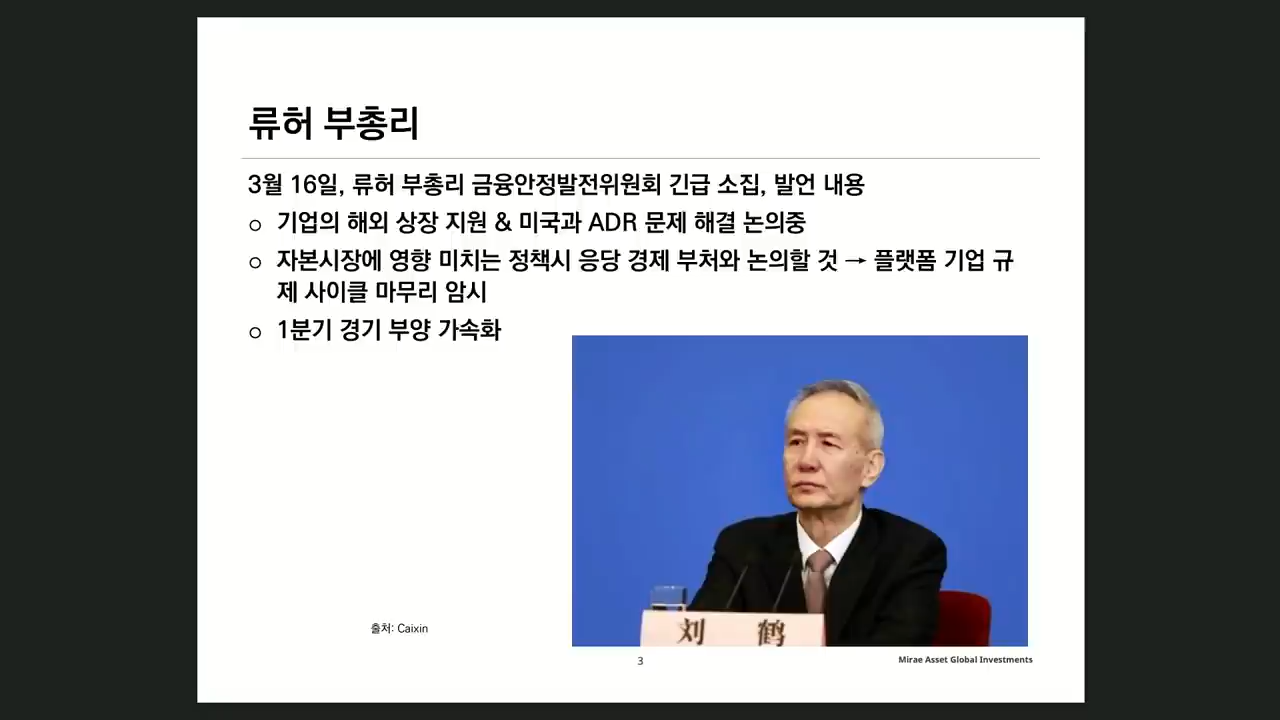 류허 부총리
3월 16일, 류허 부총리 금융안정발전위원회 긴급 소집, 발언 내용
○ 기업의 해외 상장 지원 & 미국과 ADR 문제 해결 논의중
○ 자본시장에 영향 미치는 정책시 응당 경제 부처와 논의할 것 → 플랫폼 기업 규
제 사이클 마무리 암시
○ 1분기 경기 부양 가속화
刘 鹤
출처: Caixin
3
Mirae Asset Global Investments